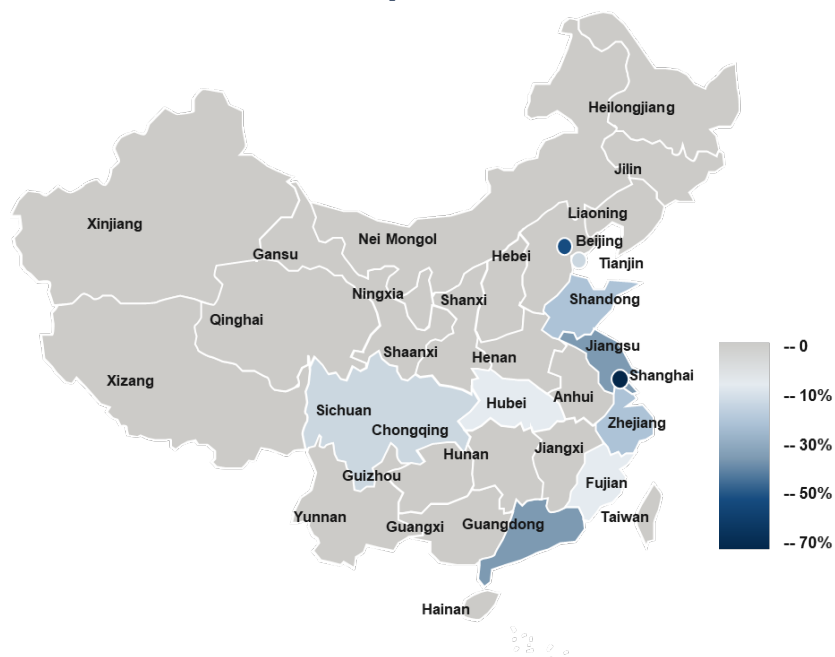 Heilongjiang
Jilin
Xinjiang
Liaoning
Nei Mongol
Beijing
Gansu
Hebei
Tianjin
Ningxia
Shanxi
Shandong
Qinghai
Jiangsu
-- 0
Shaanxi
Henan
Shanghai
Xizang
Anhui
-- 10%
Sichuan
Hubei
Zhejiang
Chongqing
-- 30%
Hunan
Jiangxi
Guizhou
Fujian
-- 50%
Yunnan
Guangxi
Guangdong
Taiwan
-- 70%
Hainan